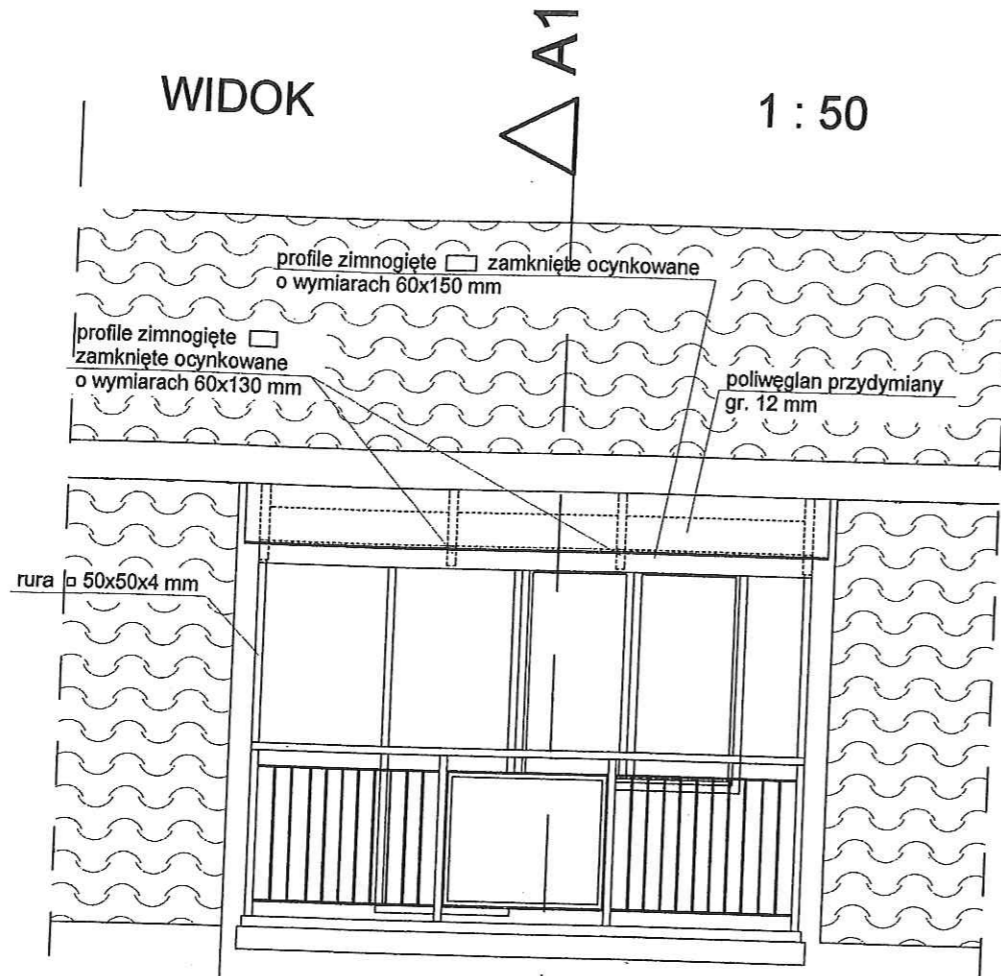 A1
WIDOK
1 : 50
profile zimnogięte zamknięte ocynkowane
o wymiarach 60x150 mm
profile zimnogięte
zamknięte ocynkowane
o wymiarach 60x130 mm
poliwęglan przydymiany
gr. 12 mm
rura 50x50x4 mm